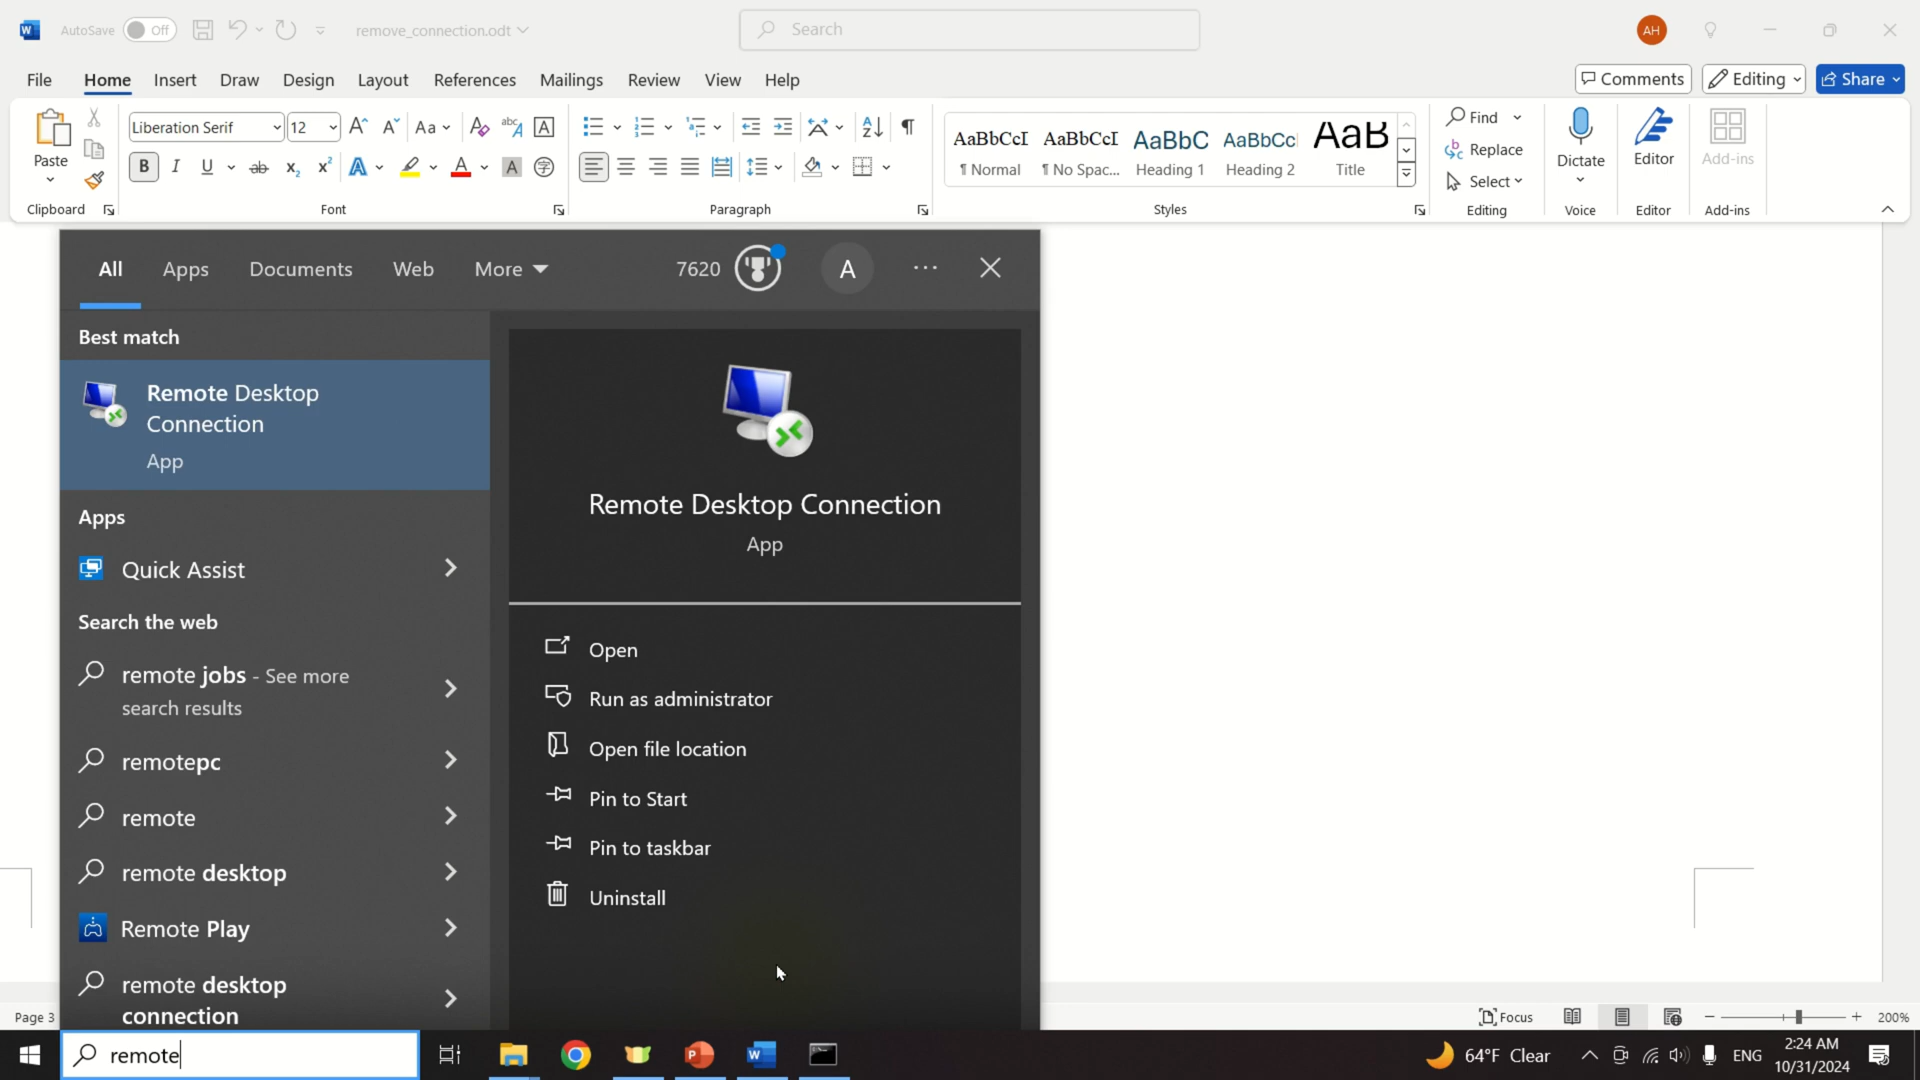 AutoSave Off remove_connection.odt Search AH
File Home Insert Draw Design Layout References Mailings Review View Help Comments Editing Share
Paste Liberation Serif 12 Aa AaBbCcI AaBbCcI AaBbC AaBbCc AaB Find Replace Select Dictate Editor Add-ins
¶ Normal ¶ No Spac... Heading 1 Heading 2 Title
Clipboard Font Paragraph Styles Editing Voice Editor Add-ins
All Apps Documents Web More 7620 A
Best match
Remote Desktop
Connection
App
Apps
Quick Assist
Search the web
remote jobs - See more
search results
remotepc
remote
remote desktop
Remote Play
remote desktop
connection
Remote Desktop Connection
App
Open
Run as administrator
Open file location
Pin to Start
Pin to taskbar
Uninstall
Page 3 Focus 200%
remote 64°F Clear ENG 2:24 AM
10/31/2024